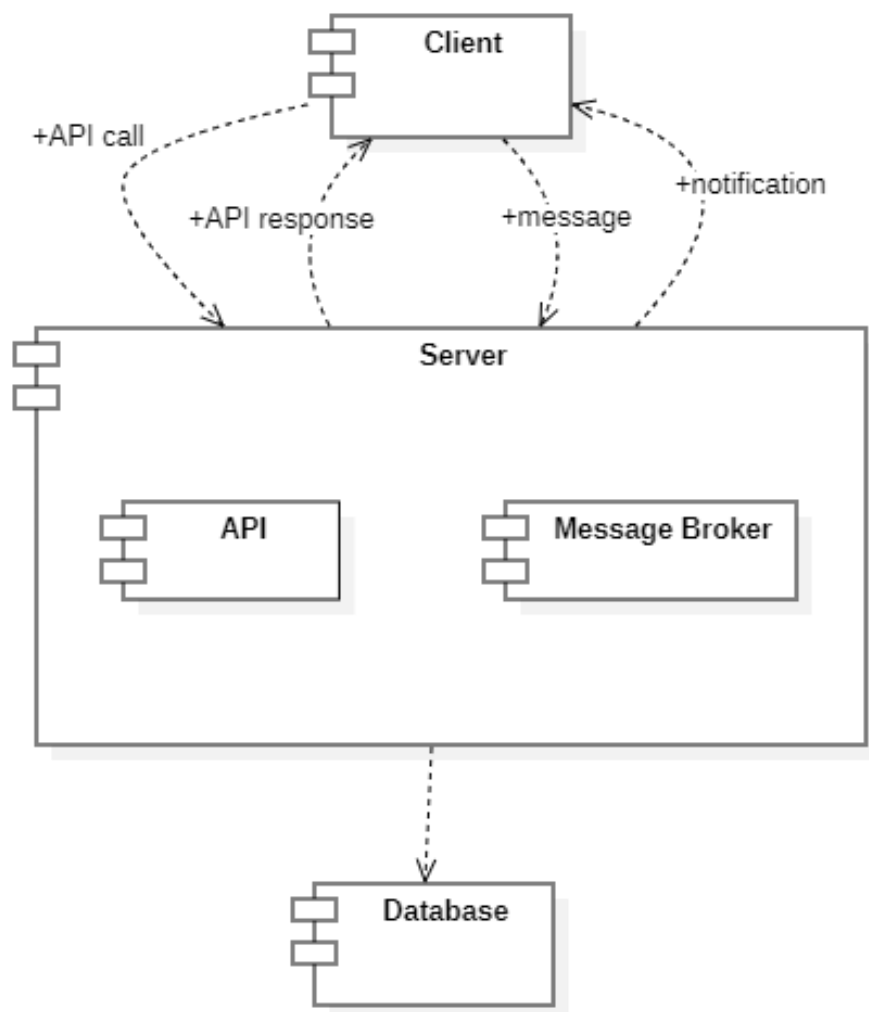 Client
+API call
+notification
+API response
+message
Server
API
Message Broker
Database